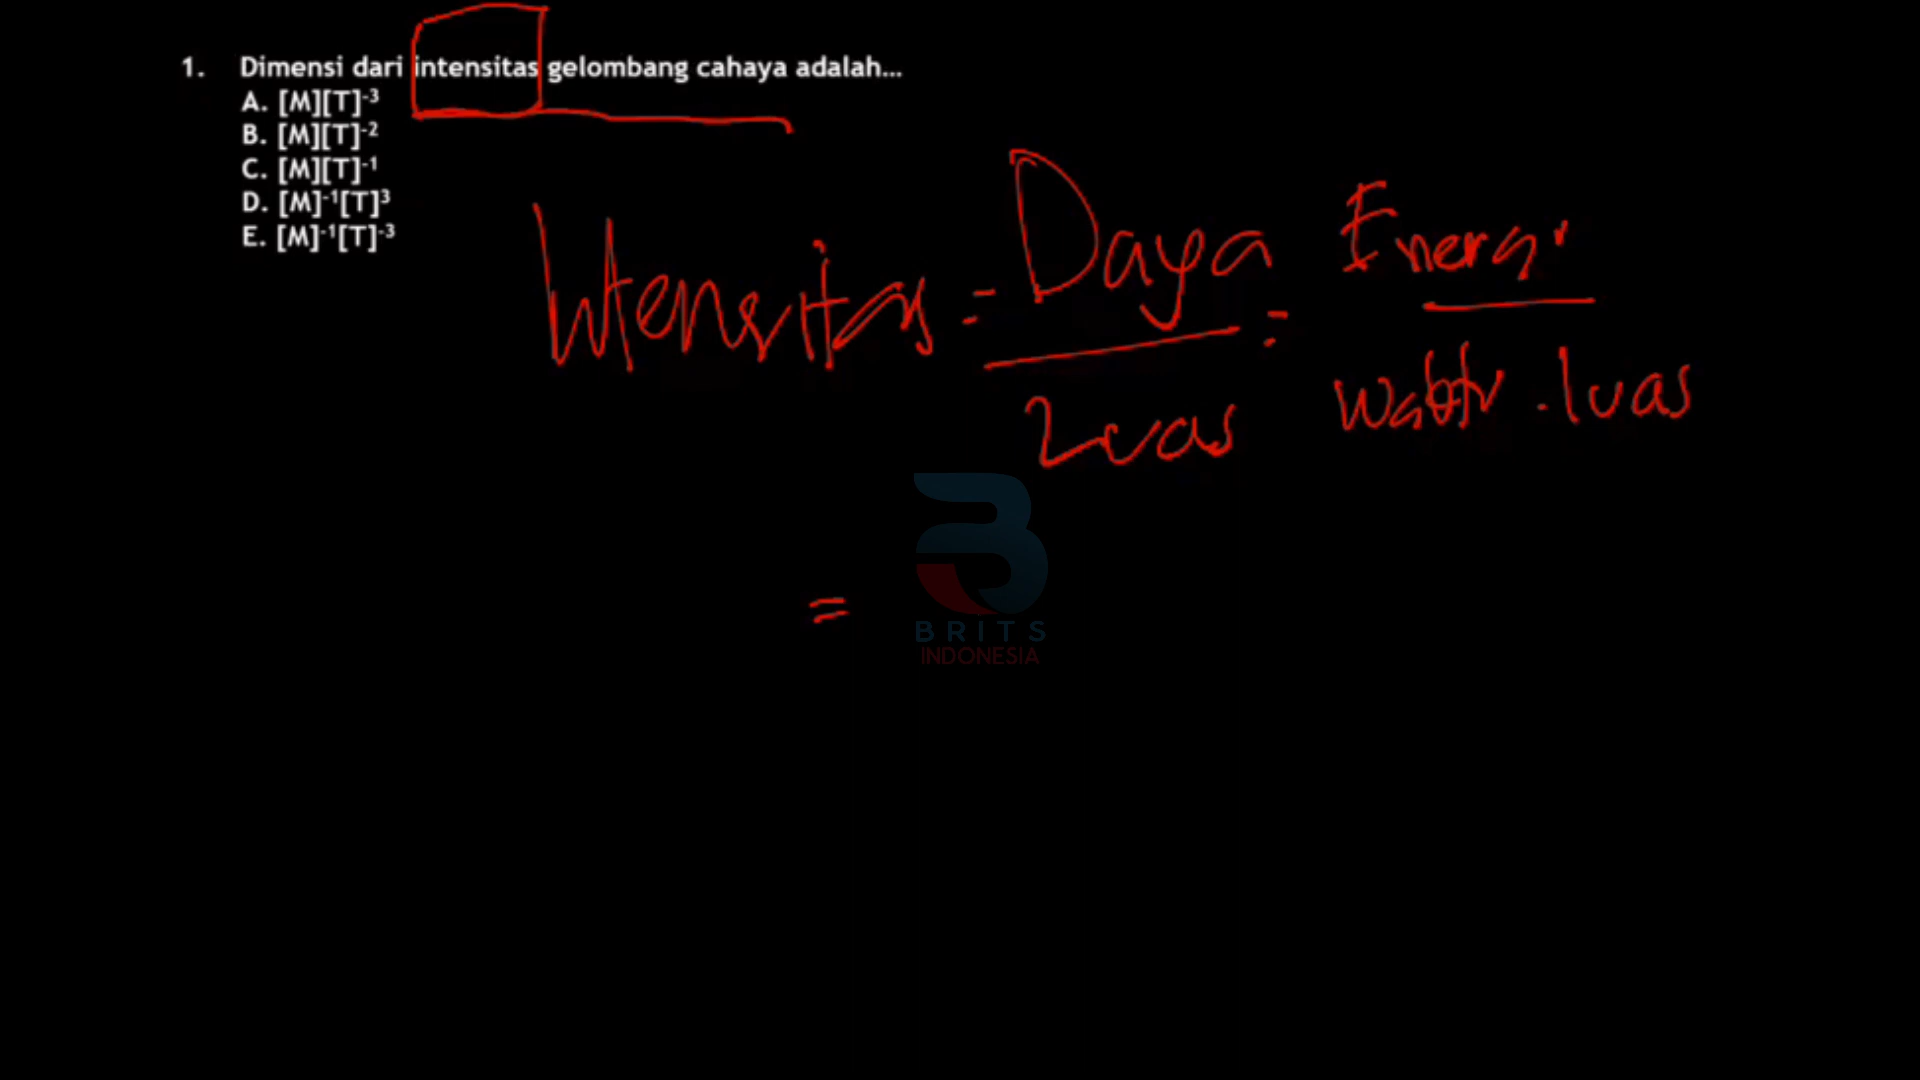 1. Dimensi dari intensitas gelombang cahaya adalah...
A. [M][T]⁻³
B. [M][T]⁻²
C. [M][T]⁻¹
D. [M]⁻¹[T]³
E. [M]⁻¹[T]⁻³
Intensitas = Daya = Energi
Luas waktu . luas
=
BRITS
INDONESIA